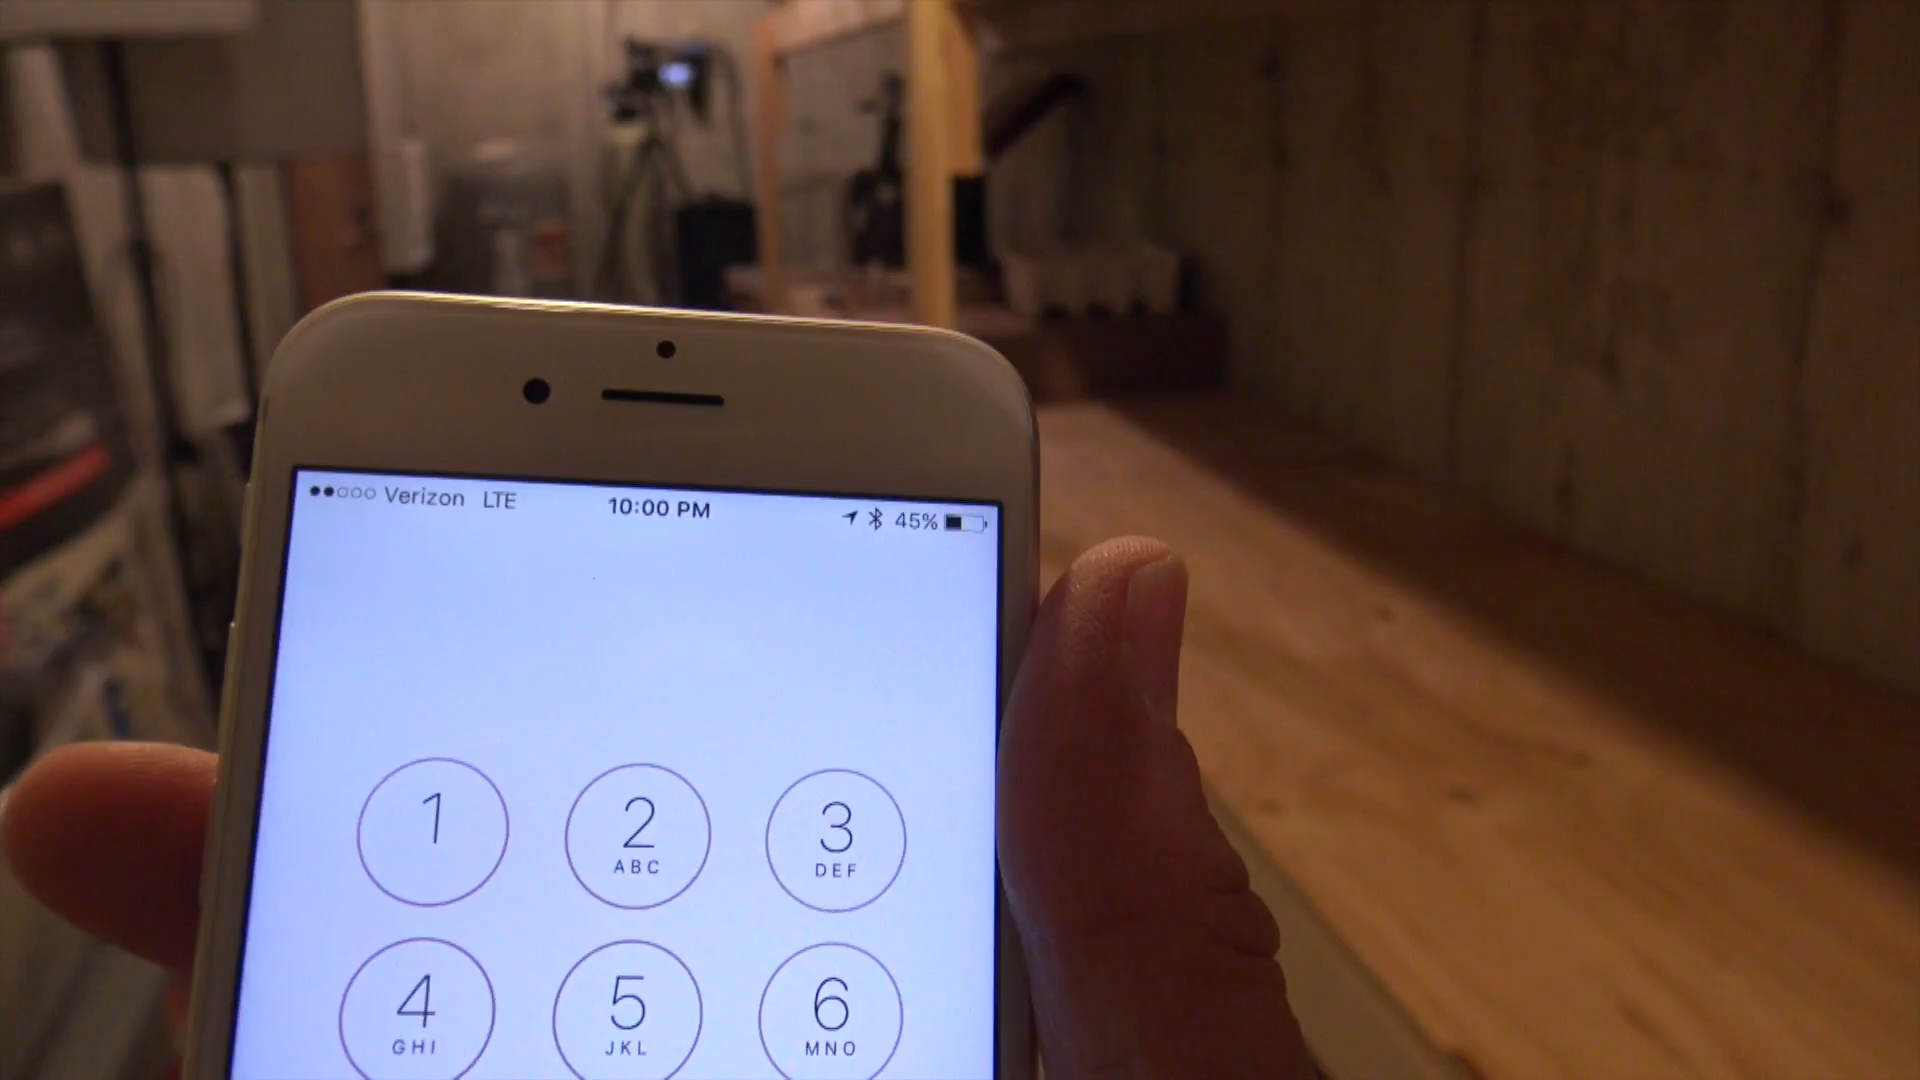 Verizon LTE 10:00 PM 45%
1 2 3
ABC DEF
4 5 6
GHI JKL MNO